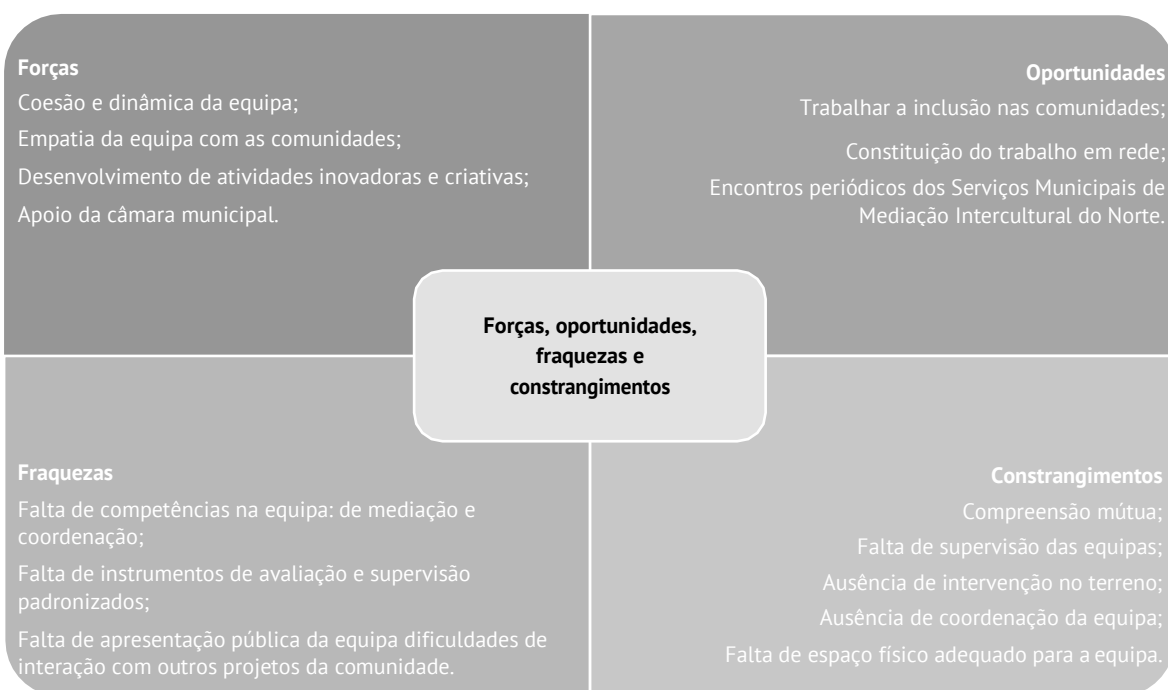 Forças
Coesão e dinâmica da equipa;
Empatia da equipa com as comunidades;
Desenvolvimento de atividades inovadoras e criativas;
Apoio da câmara municipal.
Oportunidades
Trabalhar a inclusão nas comunidades;
Constituição do trabalho em rede;
Encontros periódicos dos Serviços Municipais de
Mediação Intercultural do Norte.
Forças, oportunidades,
fraquezas e
constrangimentos
Fraquezas
Falta de competências na equipa: de mediação e
coordenação;
Falta de instrumentos de avaliação e supervisão
padronizados;
Falta de apresentação pública da equipa dificuldades de
interação com outros projetos da comunidade.
Constrangimentos
Compreensão mútua;
Falta de supervisão das equipas;
Ausência de intervenção no terreno;
Ausência de coordenação da equipa;
Falta de espaço físico adequado para a equipa.